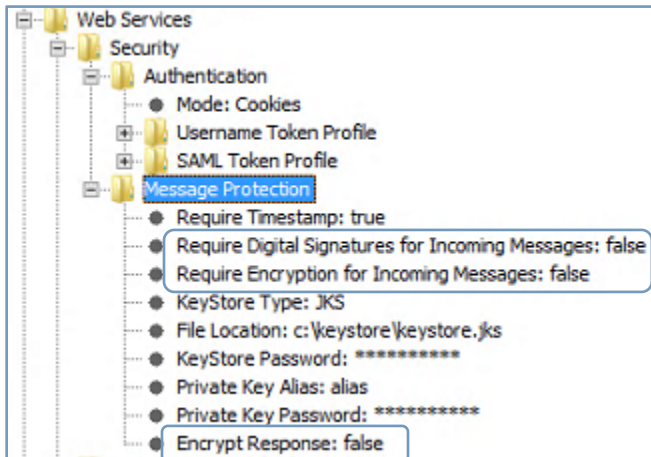 Web Services
Security
Authentication
Mode: Cookies
Username Token Profile
SAML Token Profile
Message Protection
Require Timestamp: true
Require Digital Signatures for Incoming Messages: false
Require Encryption for Incoming Messages: false
KeyStore Type: JKS
File Location: c:\keystore\keystore.jks
KeyStore Password: **********
Private Key Alias: alias
Private Key Password: **********
Encrypt Response: false